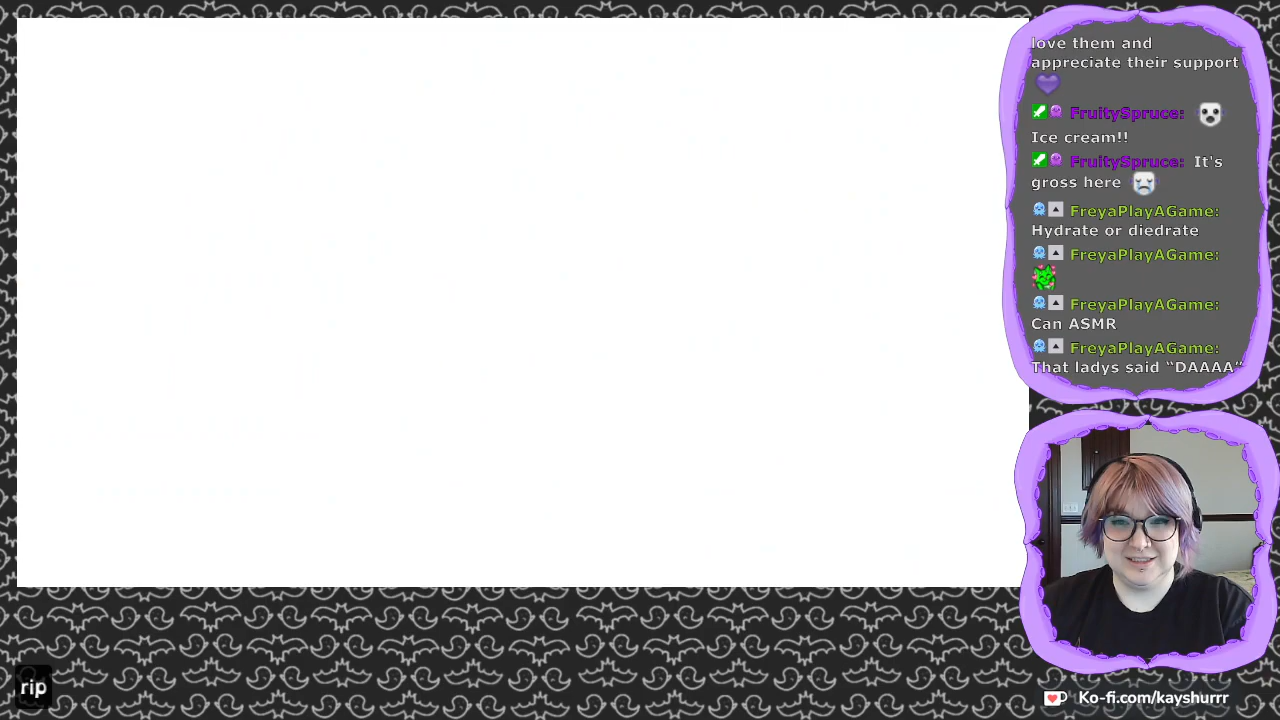 love them and
appreciate their support
FruitySpruce:
Ice cream!!
FruitySpruce: It's
gross here
FreyaPlayAGame:
Hydrate or diedrate
FreyaPlayAGame:
FreyaPlayAGame:
Can ASMR
FreyaPlayAGame:
That ladys said “DAAAA”
rip
Ko-fi.com/kayshurrr